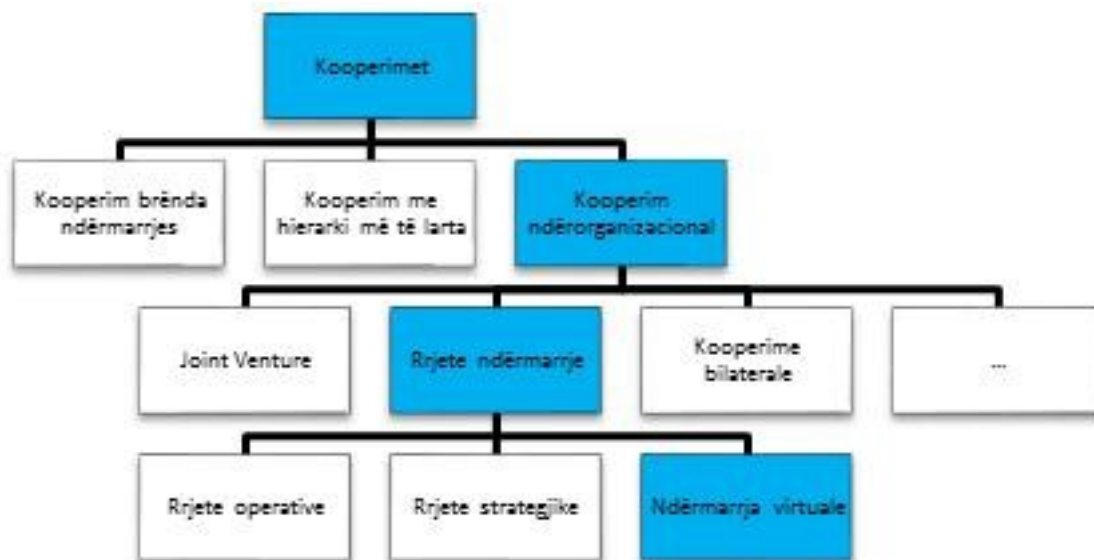 Kooperimet
Kooperim brënda
ndërmarrjes
Kooperim me
hierarki më të larta
Kooperim
ndërorganizacional
Joint Venture
Rrjete ndërmarrje
Kooperime
bilaterale
...
Rrjete operative
Rrjete strategjike
Ndërmarrja virtuale